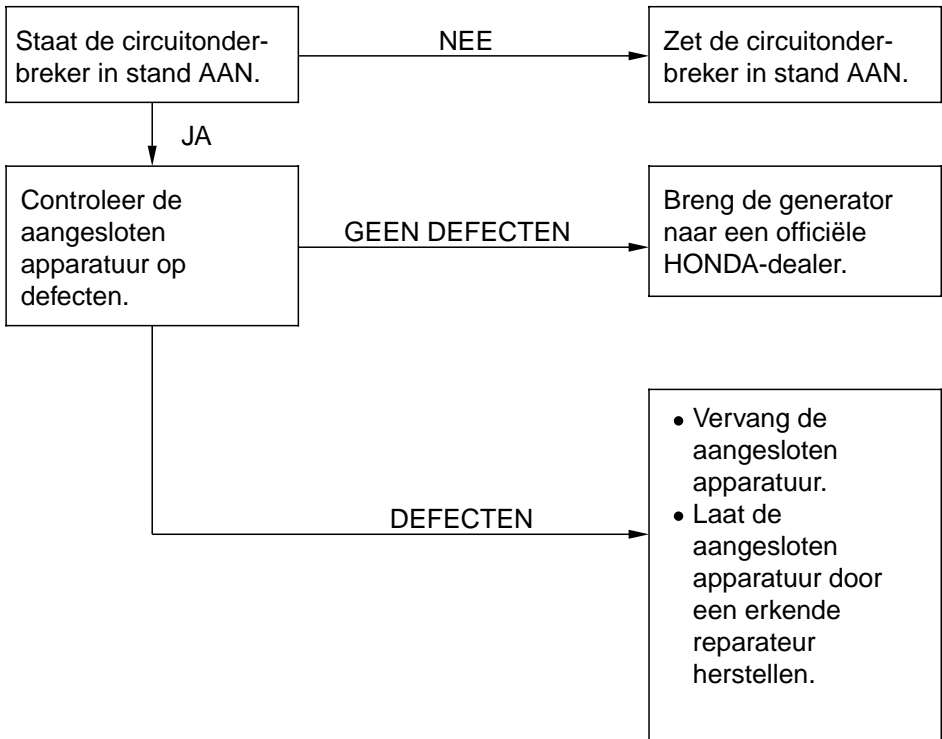 Staat de circuitonder-
breker in stand AAN.
NEE
Zet de circuitonder-
breker in stand AAN.
JA
Controleer de
aangesloten
apparatuur op
defecten.
GEEN DEFECTEN
Breng de generator
naar een officiële
HONDA-dealer.
DEFECTEN
• Vervang de
aangesloten
apparatuur.
• Laat de
aangesloten
apparatuur door
een erkende
reparateur
herstellen.